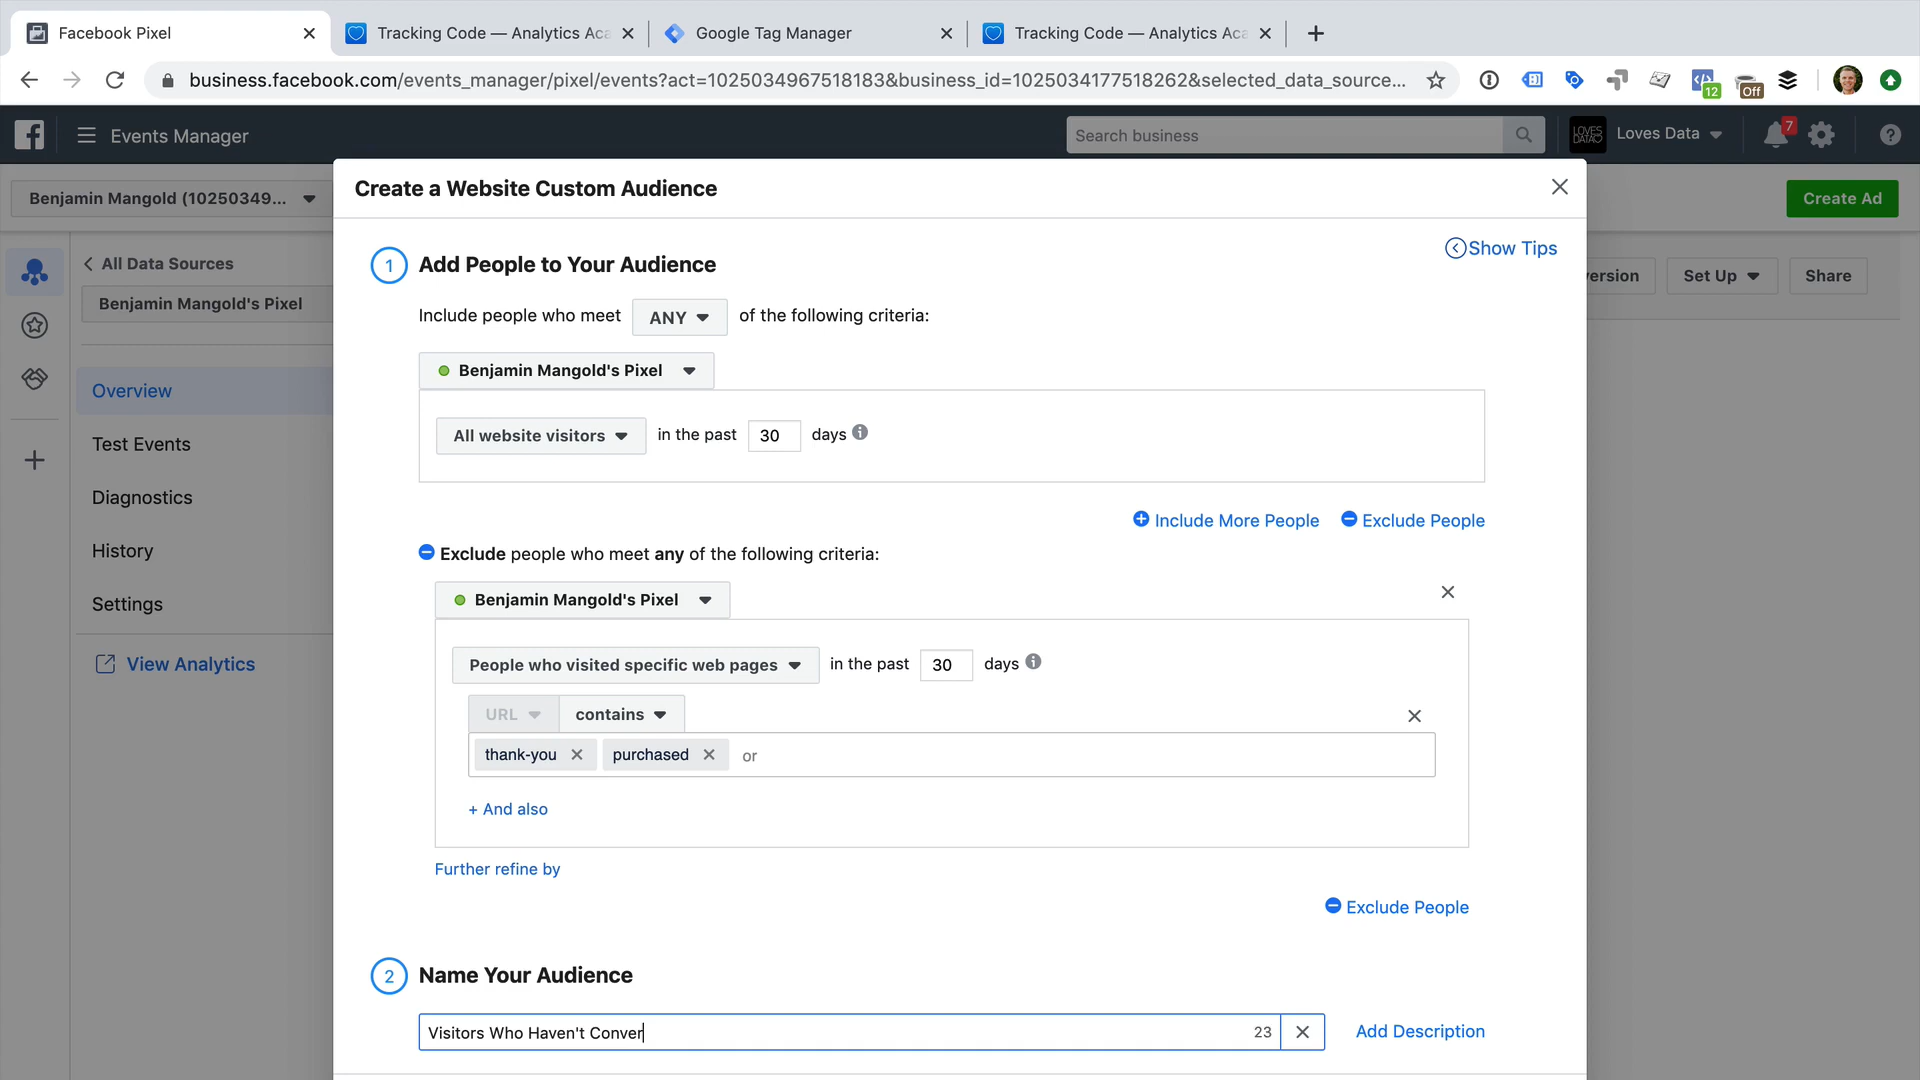 Facebook Pixel
Tracking Code — Analytics Aca
Google Tag Manager
Tracking Code — Analytics Aca
business.facebook.com/events_manager/pixel/events?act=1025034967518183&business_id=1025034177518262&selected_data_source...
12
Off
Events Manager
Search business
LOVES DATA
Loves Data
7
Benjamin Mangold (10250349...
Create a Website Custom Audience
Create Ad
Show Tips
1 Add People to Your Audience
All Data Sources
ersion
Set Up
Share
Benjamin Mangold's Pixel
Include people who meet ANY of the following criteria:
Benjamin Mangold's Pixel
Overview
All website visitors in the past 30 days
Test Events
Diagnostics
Include More People
Exclude People
History
Exclude people who meet any of the following criteria:
Settings
Benjamin Mangold's Pixel
View Analytics
People who visited specific web pages in the past 30 days
URL contains
thank-you purchased or
+ And also
Further refine by
Exclude People
2 Name Your Audience
Visitors Who Haven't Conver 23
Add Description